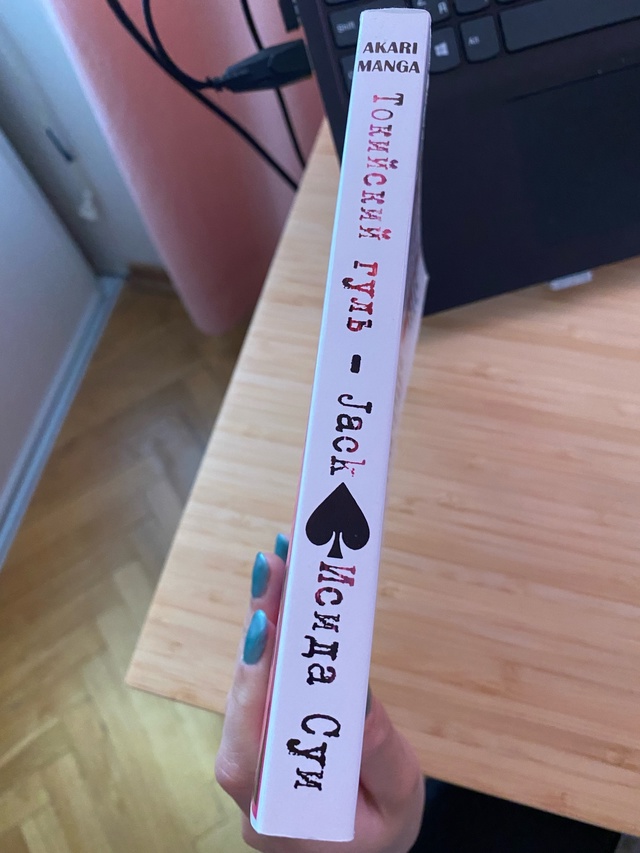 AKARI
MANGA
Токийский гуль - Jack
Исида Суи